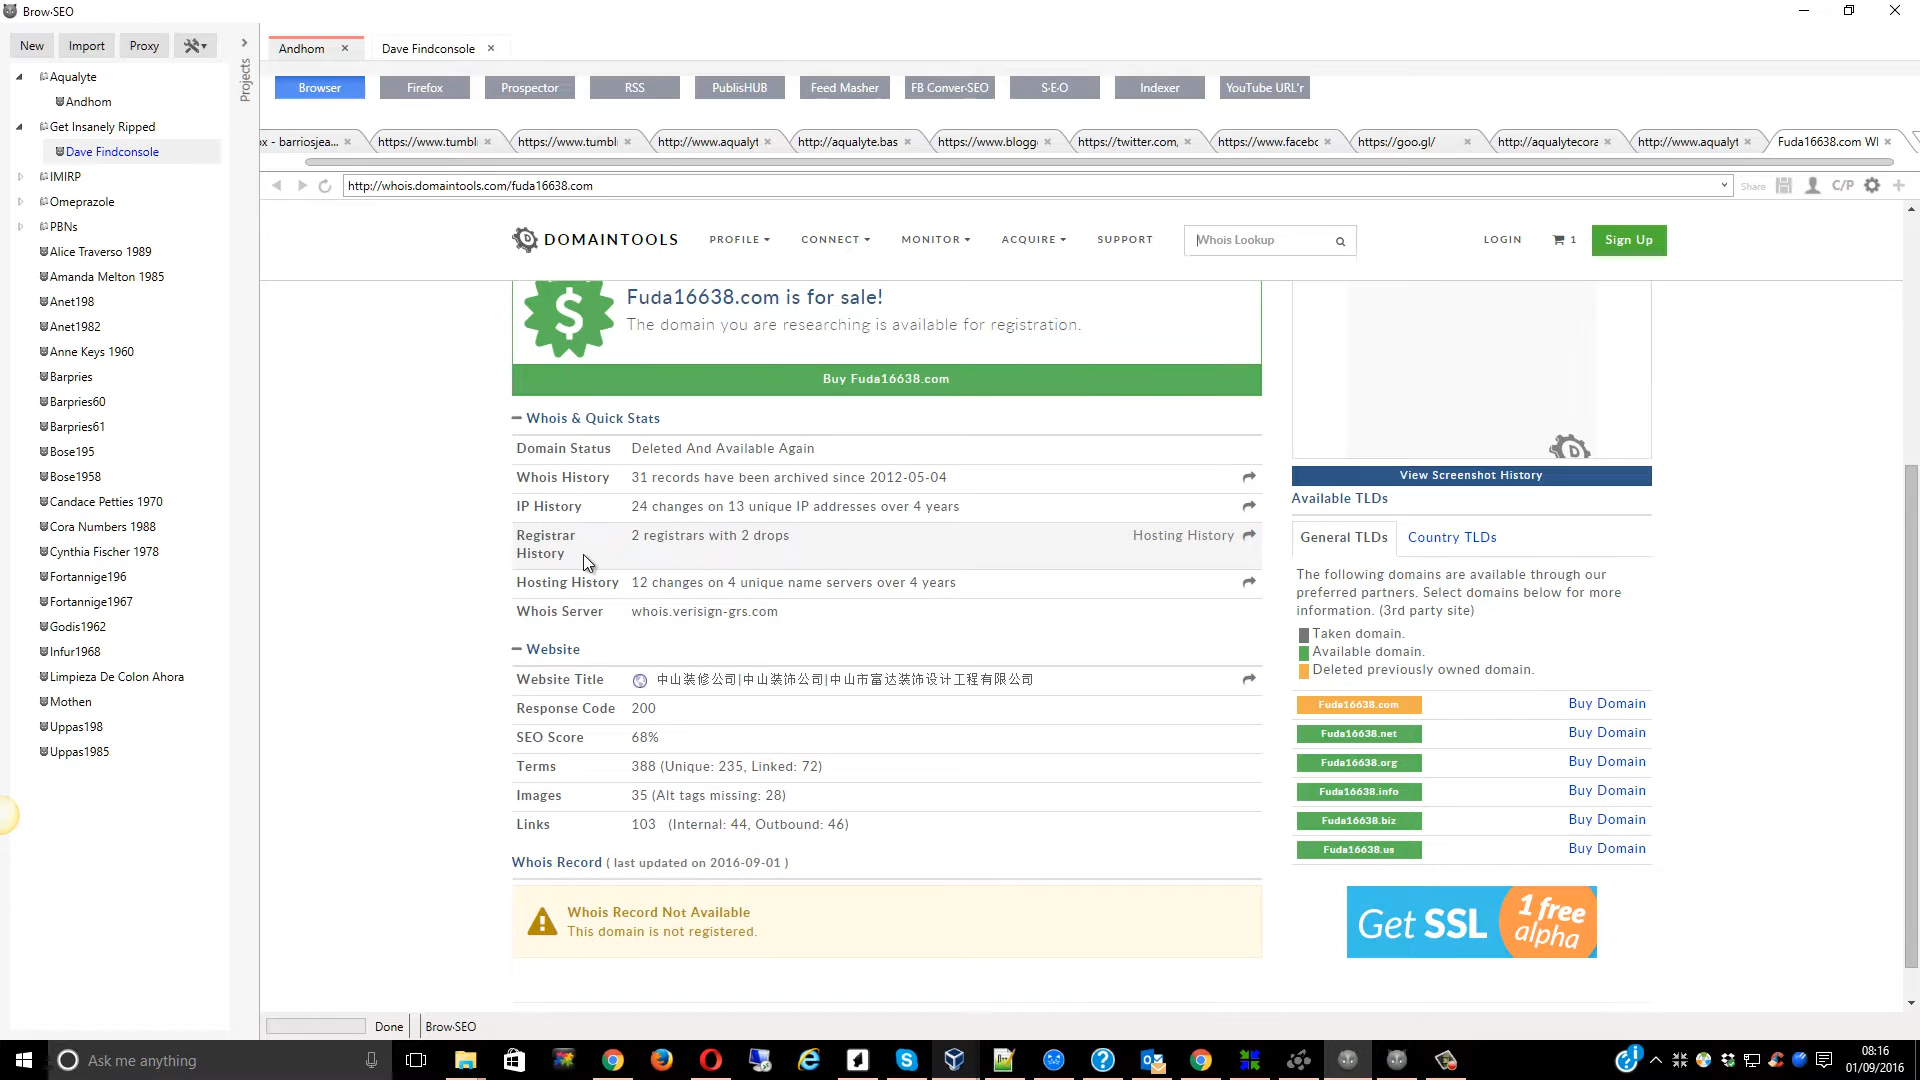 Brow·SEO
New
Import
Proxy
Projects
Aqualyte
Andhom
Get Insanely Ripped
Dave Findconsole
IMIRP
Omeprazole
PBNs
Alice Traverso 1989
Amanda Melton 1985
Anet198
Anet1982
Anne Keys 1960
Barpries
Barpries60
Barpries61
Bose195
Bose1958
Candace Petties 1970
Cora Numbers 1988
Cynthia Fischer 1978
Fortannige196
Fortannige1967
Godis1962
Infur1968
Limpieza De Colon Ahora
Mothen
Uppas198
Uppas1985
Andhom
Dave Findconsole
Browser
Firefox
Prospector
RSS
PublisHUB
Feed Masher
FB Conver·SEO
S·E·O
Indexer
YouTube URL'r
ox - barriosjea...
https://www.tumbl
https://www.tumbl
http://www.aqualyt
http://aqualyte.bas
https://www.blogg
https://twitter.com,
https://www.facebc
https://goo.gl/
http://aqualytecora
http://www.aqualyt
Fuda16638.com WI
http://whois.domaintools.com/fuda16638.com
Share
C/P
DOMAINTOOLS
PROFILE
CONNECT
MONITOR
ACQUIRE
SUPPORT
Whois Lookup
LOGIN
1
Sign Up
Fuda16638.com is for sale!
The domain you are researching is available for registration.
Buy Fuda16638.com
Whois & Quick Stats
Domain Status Deleted And Available Again
Whois History 31 records have been archived since 2012-05-04
IP History 24 changes on 13 unique IP addresses over 4 years
Registrar History 2 registrars with 2 drops
Hosting History
Hosting History 12 changes on 4 unique name servers over 4 years
Whois Server whois.verisign-grs.com
Website
Website Title 中山装修公司|中山装饰公司|中山市富达装饰设计工程有限公司
Response Code 200
SEO Score 68%
Terms 388 (Unique: 235, Linked: 72)
Images 35 (Alt tags missing: 28)
Links 103 (Internal: 44, Outbound: 46)
Whois Record ( last updated on 2016-09-01 )
Whois Record Not Available
This domain is not registered.
View Screenshot History
Available TLDs
General TLDs
Country TLDs
The following domains are available through our
preferred partners. Select domains below for more
information. (3rd party site)
Taken domain.
Available domain.
Deleted previously owned domain.
Fuda16638.com Buy Domain
Fuda16638.net Buy Domain
Fuda16638.org Buy Domain
Fuda16638.info Buy Domain
Fuda16638.biz Buy Domain
Fuda16638.us Buy Domain
Get SSL
1 free
alpha
Done
Brow·SEO
Ask me anything
08:16
01/09/2016